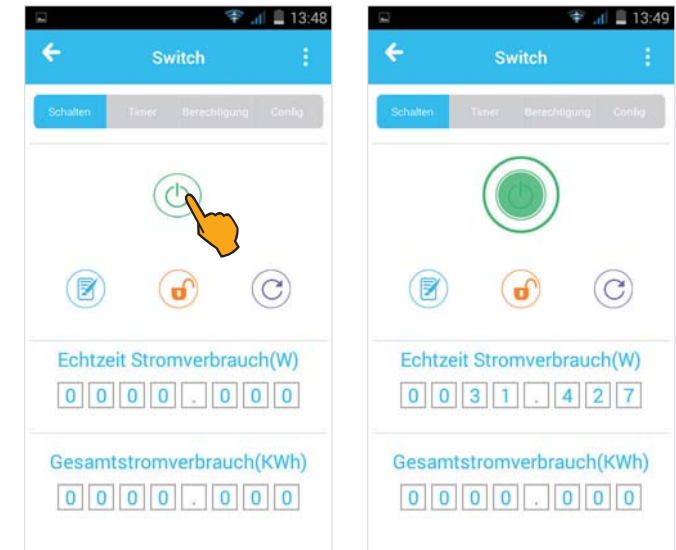 13:48
Switch
Schalten Timer Berechtigung Config
Echtzeit Stromverbrauch(W)
0000.000
Gesamtstromverbrauch(KWh)
0000.000
13:49
Switch
Schalten Timer Berechtigung Config
Echtzeit Stromverbrauch(W)
0031.427
Gesamtstromverbrauch(KWh)
0000.000